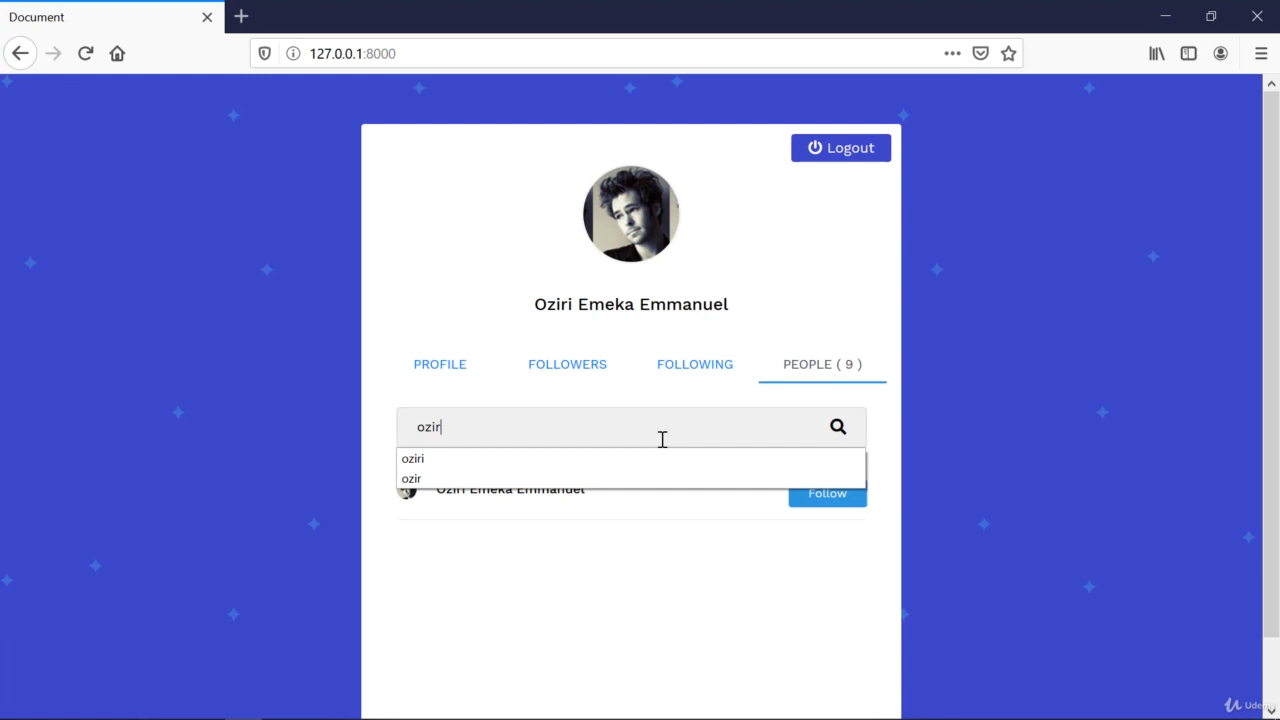 Document
127.0.0.1:8000
Logout
Oziri Emeka Emmanuel
PROFILE
FOLLOWERS
FOLLOWING
PEOPLE ( 9 )
ozir
oziri
ozir
Oziri Emeka Emmanuel
Follow
Udemy